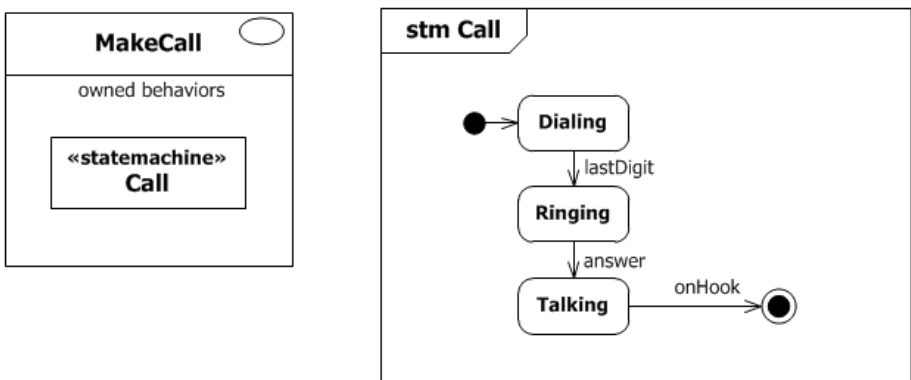 MakeCall
owned behaviors
«statemachine»
Call
stm Call
Dialing
lastDigit
Ringing
answer
Talking
onHook